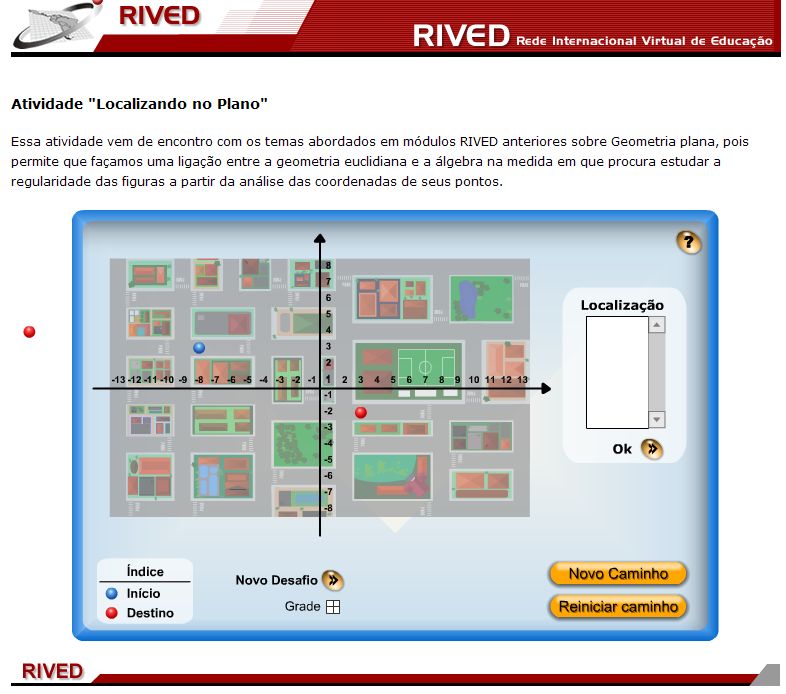 RIVED
RIVED Rede Internacional Virtual de Educação
Atividade "Localizando no Plano"
Essa atividade vem de encontro com os temas abordados em módulos RIVED anteriores sobre Geometria plana, pois
permite que façamos uma ligação entre a geometria euclidiana e a álgebra na medida em que procura estudar a
regularidade das figuras a partir da análise das coordenadas de seus pontos.
?
8
7
6
5
4
3
2
-13 -12 -11 -10 -9 -8 -7 -6 -5 -4 -3 -2 -1 1 2 3 4 5 6 7 8 9 10 11 12 13
-1
-2
-3
-4
-5
-6
-7
-8
Localização
Ok
Índice
Início
Destino
Novo Desafio
Grade
Novo Caminho
Reiniciar caminho
RIVED